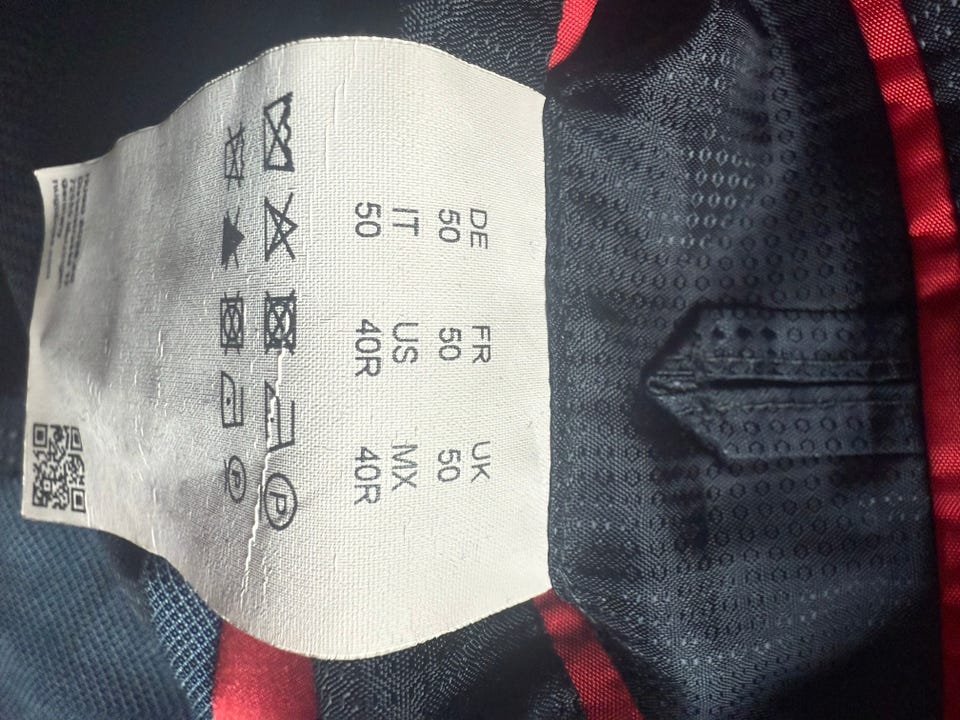 DE FR UK
50 50 50
IT US MX
50 40R 40R
P
P